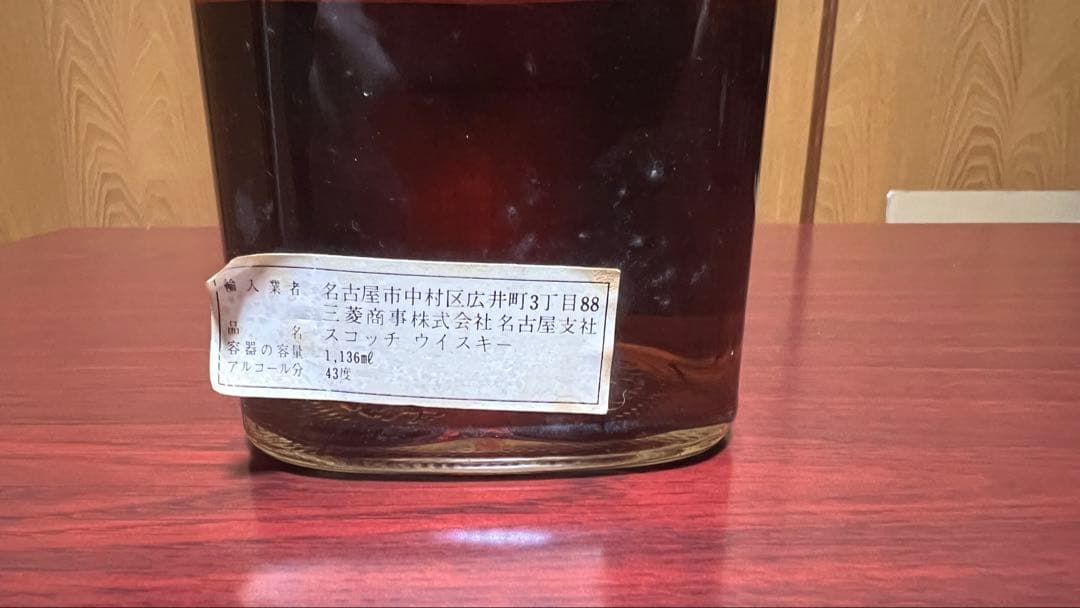 輸入業者 名古屋市中村区広井町3丁目88
三菱商事株式会社名古屋支社
品名 スコッチ ウイスキー
容器の容量 1,136ml
アルコール分 43度